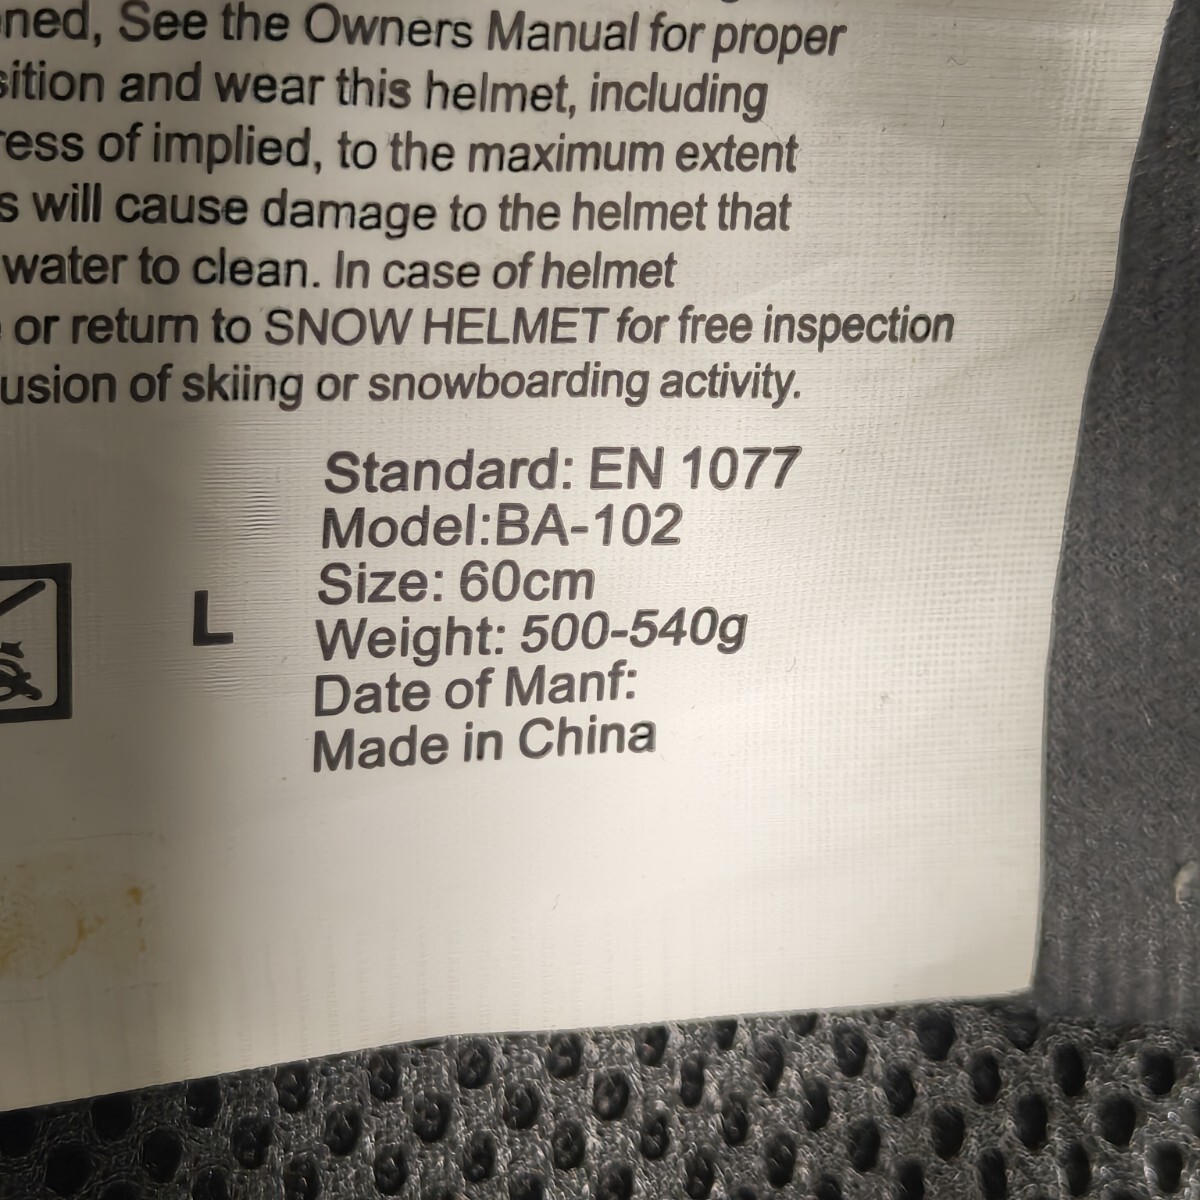 ned, See the Owners Manual for proper
sition and wear this helmet, including
ress of implied, to the maximum extent
s will cause damage to the helmet that
water to clean. In case of helmet
or return to SNOW HELMET for free inspection
usion of skiing or snowboarding activity.
Standard: EN 1077
Model:BA-102
Size: 60cm
L
Weight: 500-540g
Date of Manf:
Made in China